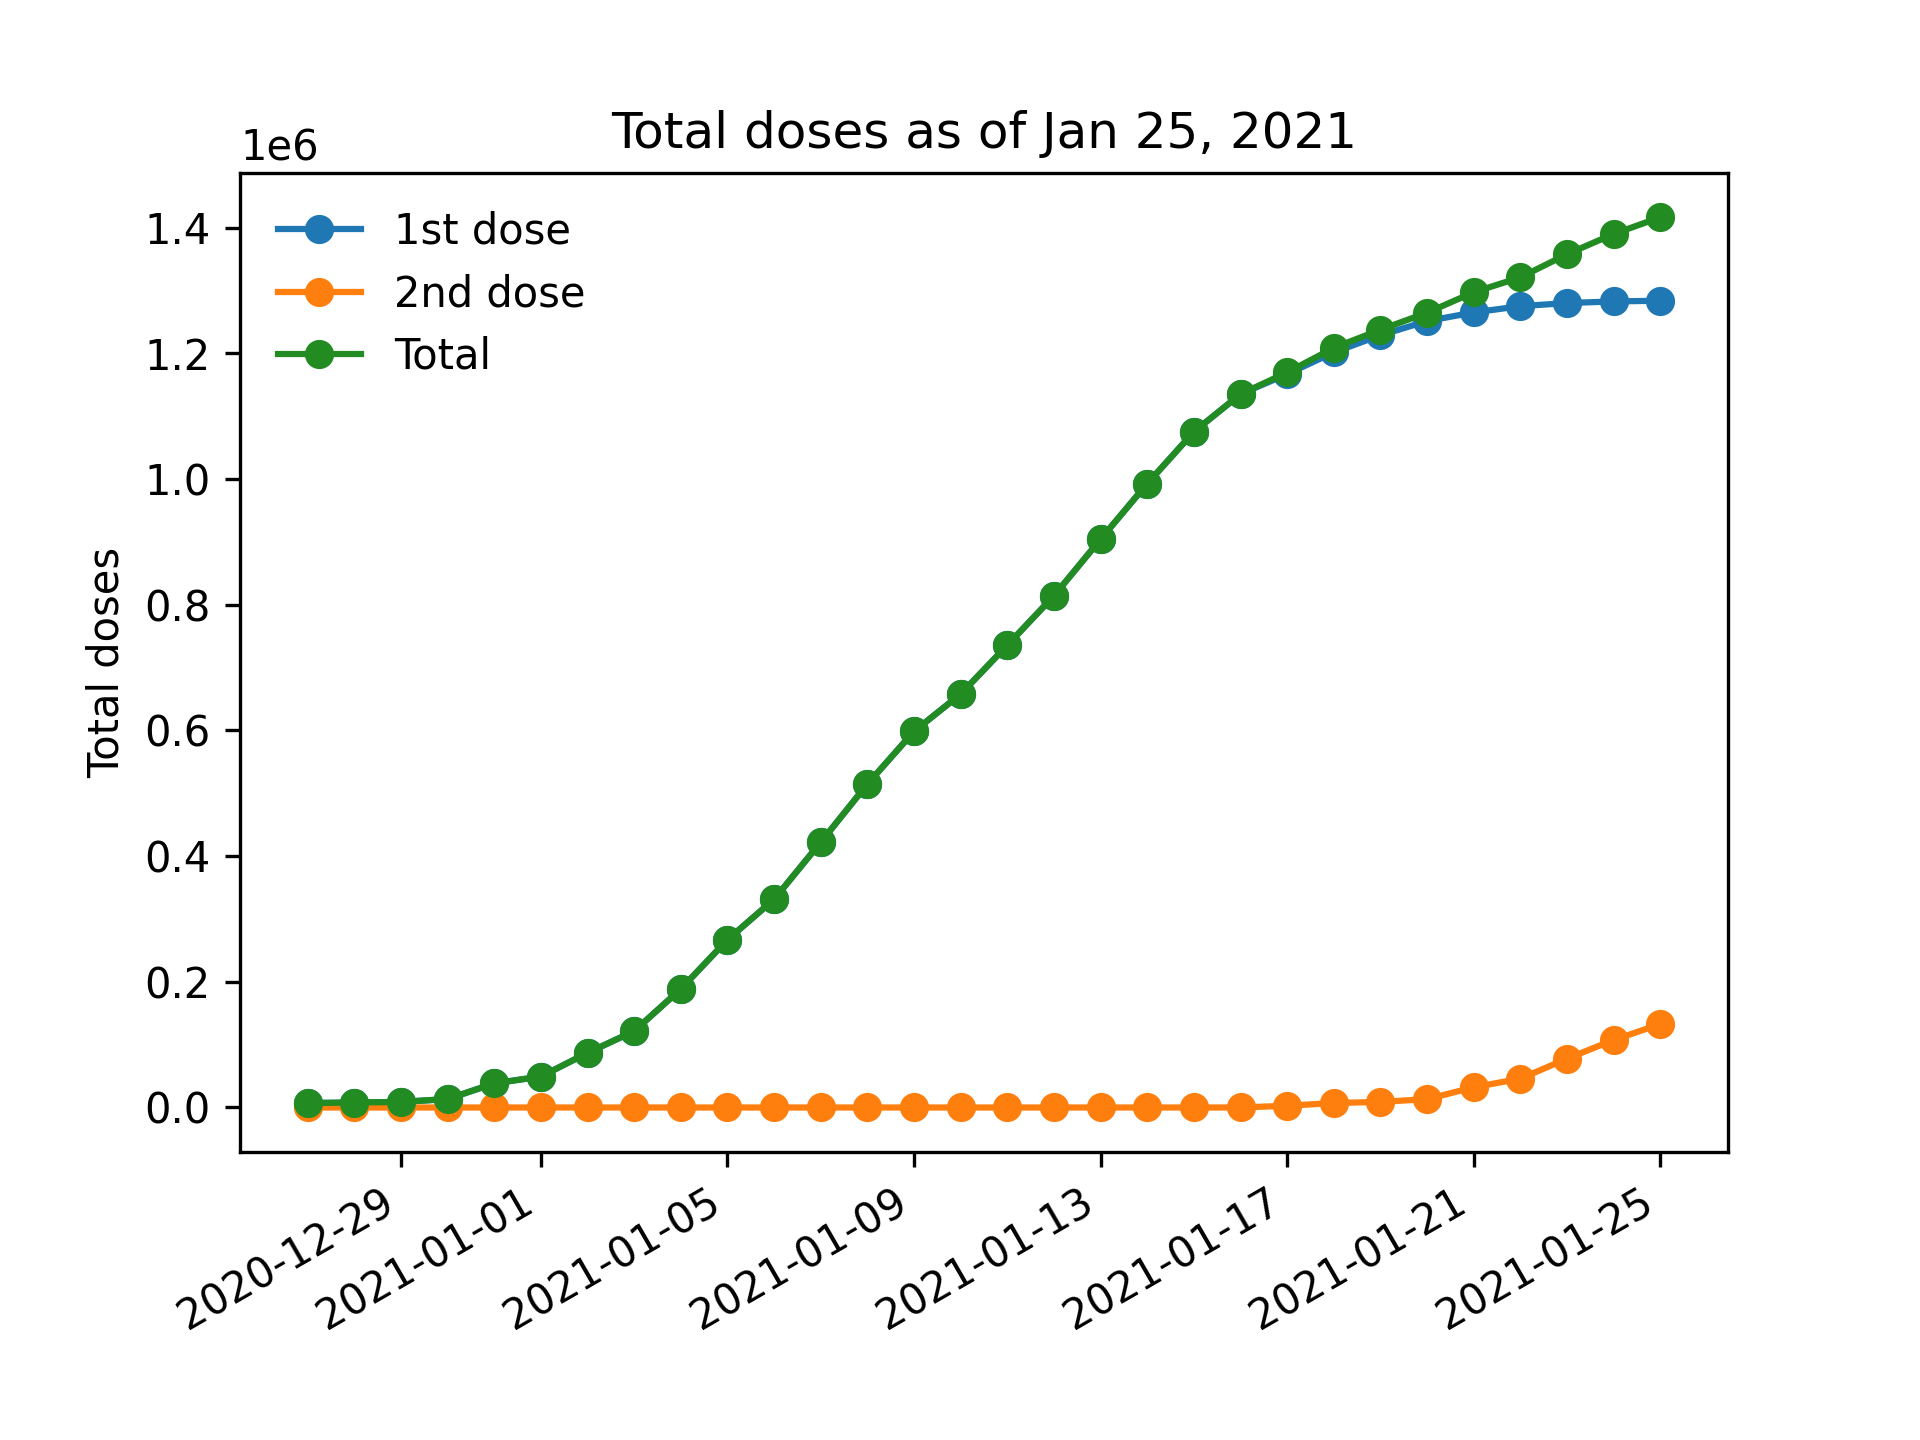 Total doses as of Jan 25, 2021
1e6
1st dose
2nd dose
Total
1.4
1.2
1.0
0.8
0.6
0.4
0.2
0.0
Total doses
2020-12-29
2021-01-01
2021-01-05
2021-01-09
2021-01-13
2021-01-17
2021-01-21
2021-01-25